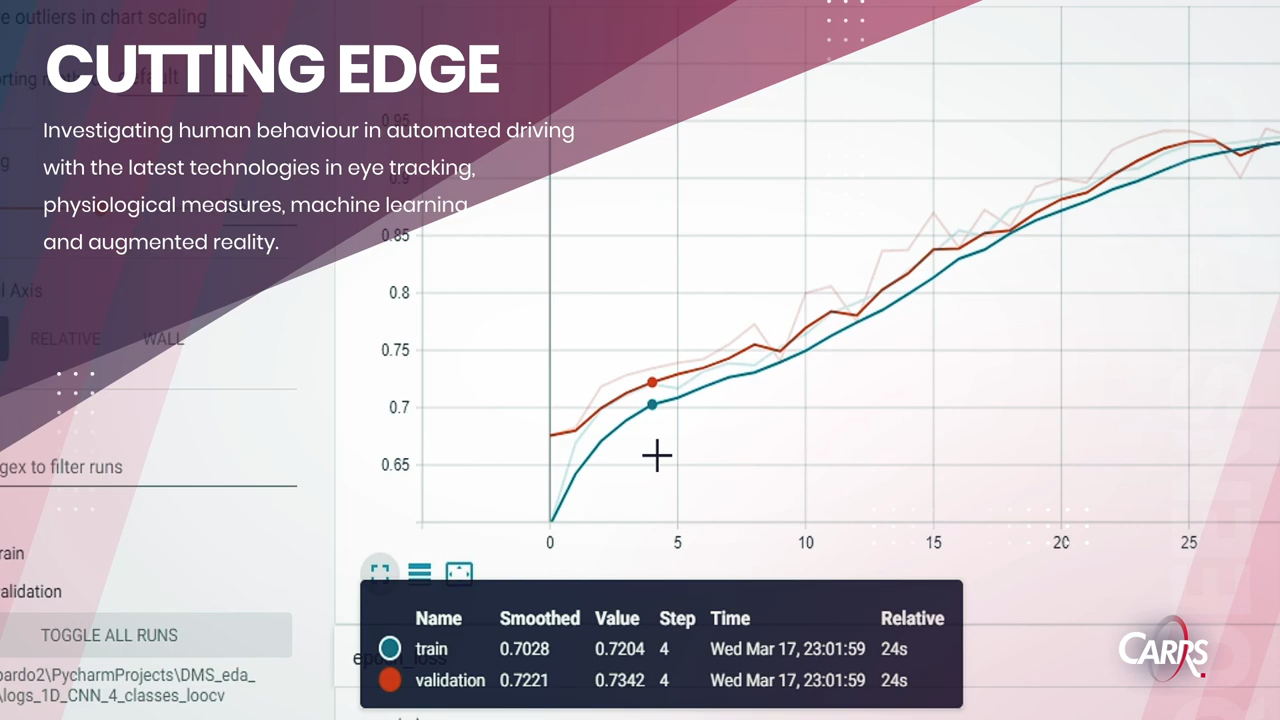 e outliers in chart scaling
CUTTING EDGE
Investigating human behaviour in automated driving
with the latest technologies in eye tracking,
physiological measures, machine learning
and augmented reality.
l Axis
RELATIVE WALL
gex to filter runs
rain
alidation
TOGGLE ALL RUNS
pardo2\PycharmProjects\DMS_eda_
\logs_1D_CNN_4_classes_loocv
0.95
0.9
0.85
0.8
0.75
0.7
0.65
0 5 10 15 20 25
epoch_loss
Name Smoothed Value Step Time Relative
train 0.7028 0.7204 4 Wed Mar 17, 23:01:59 24s
validation 0.7221 0.7342 4 Wed Mar 17, 23:01:59 24s
CARRS